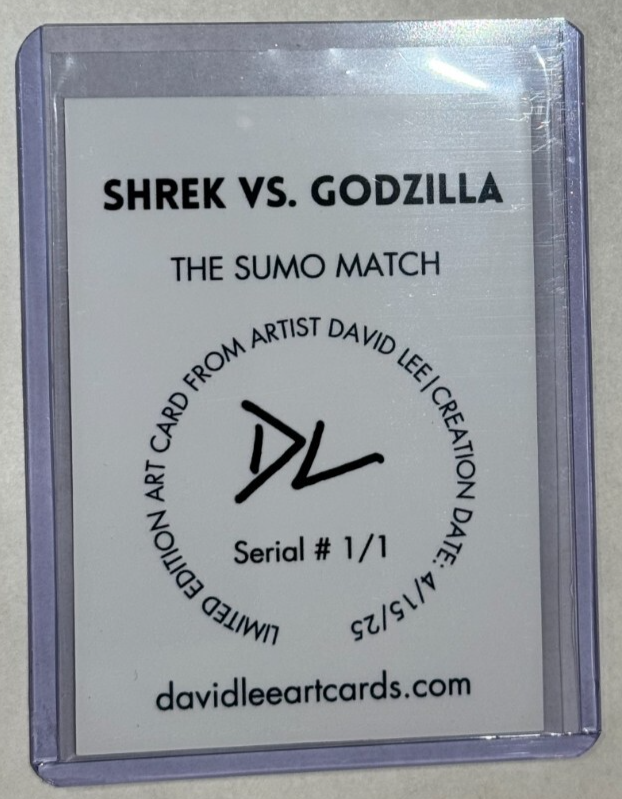 SHREK VS. GODZILLA
THE SUMO MATCH
LIMITED EDITION ART CARD FROM ARTIST DAVID LEE|CREATION DATE: 4/15/25
DL
Serial # 1/1
davidleeartcards.com